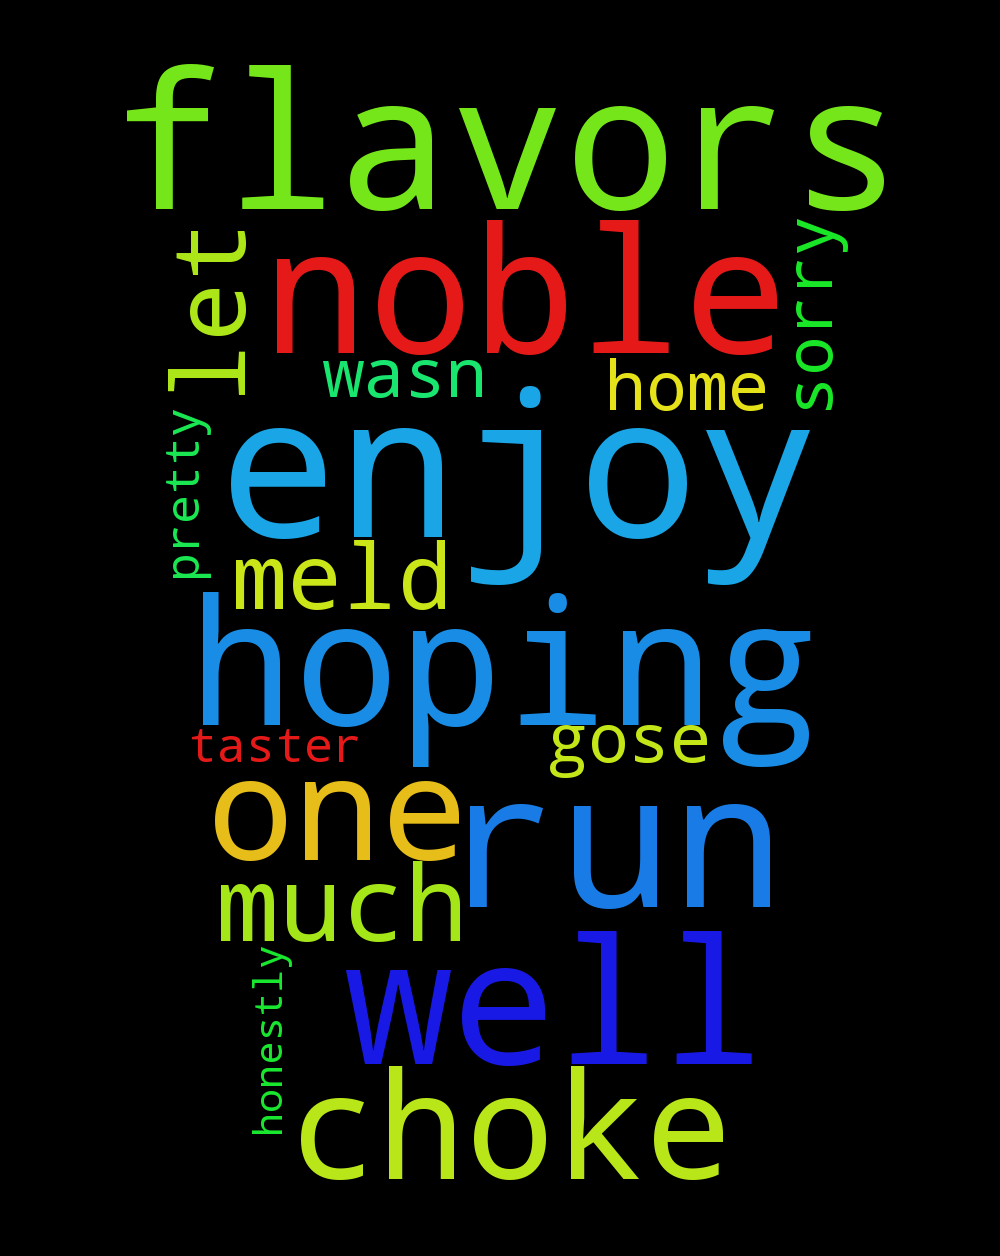 flavors
let
noble
sorry
wasn
home
pretty
enjoy
meld
hoping
taster
gose
one
run
much
well
honestly
choke